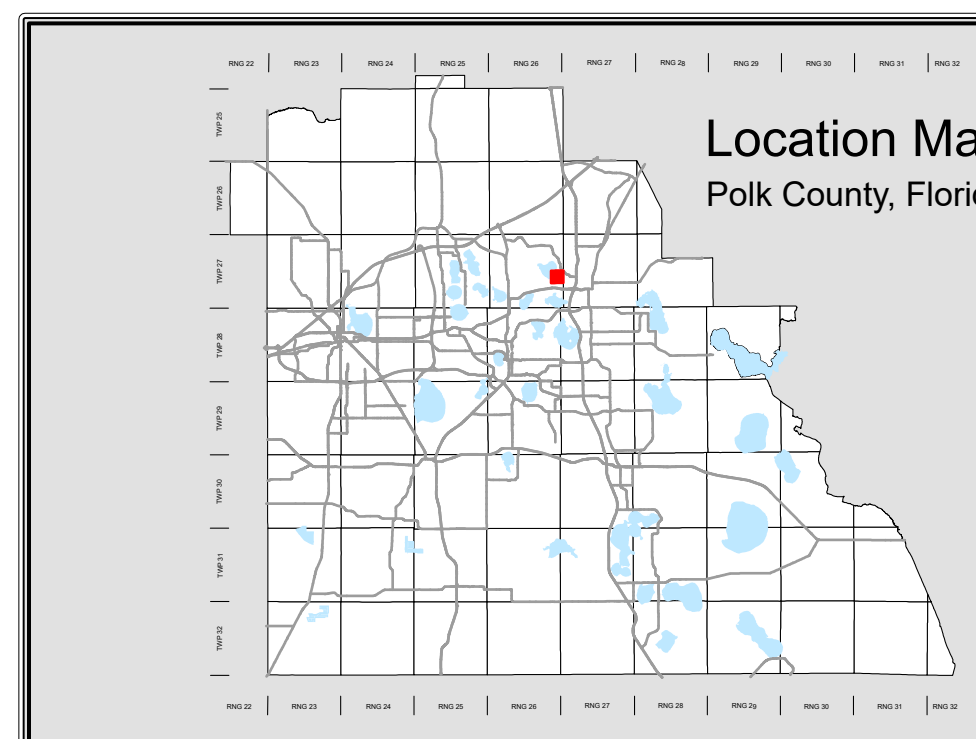 RNG 22 RNG 23 RNG 24 RNG 25 RNG 26 RNG 27 RNG 28 RNG 29 RNG 30 RNG 31 RNG 32
Location Ma
Polk County, Flori
TWP 25
TWP 26
TWP 27
TWP 28
TWP 29
TWP 30
TWP 31
TWP 32
RNG 22 RNG 23 RNG 24 RNG 25 RNG 26 RNG 27 RNG 28 RNG 29 RNG 30 RNG 31 RNG 32